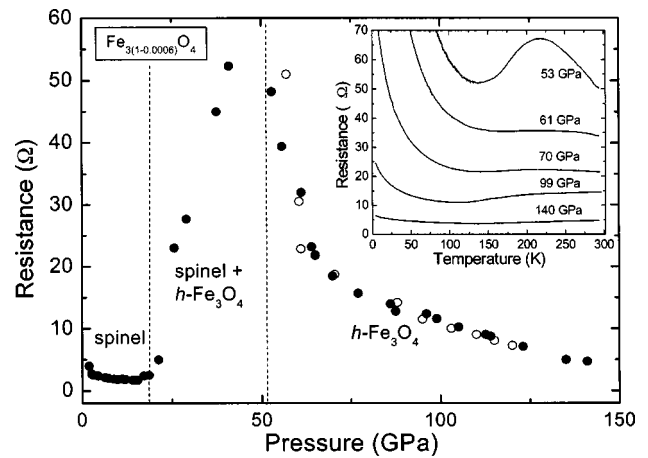 Fe3(1-0.0006)O4
60
50
40
30
20
10
0
Resistance (Ω)
0 50 100 150
Pressure (GPa)
spinel
spinel +
h-Fe3O4
h-Fe3O4
70
60
50
40
30
20
10
0
Resistance ( Ω)
53 GPa
61 GPa
70 GPa
99 GPa
140 GPa
0 50 100 150 200 250 300
Temperature (K)